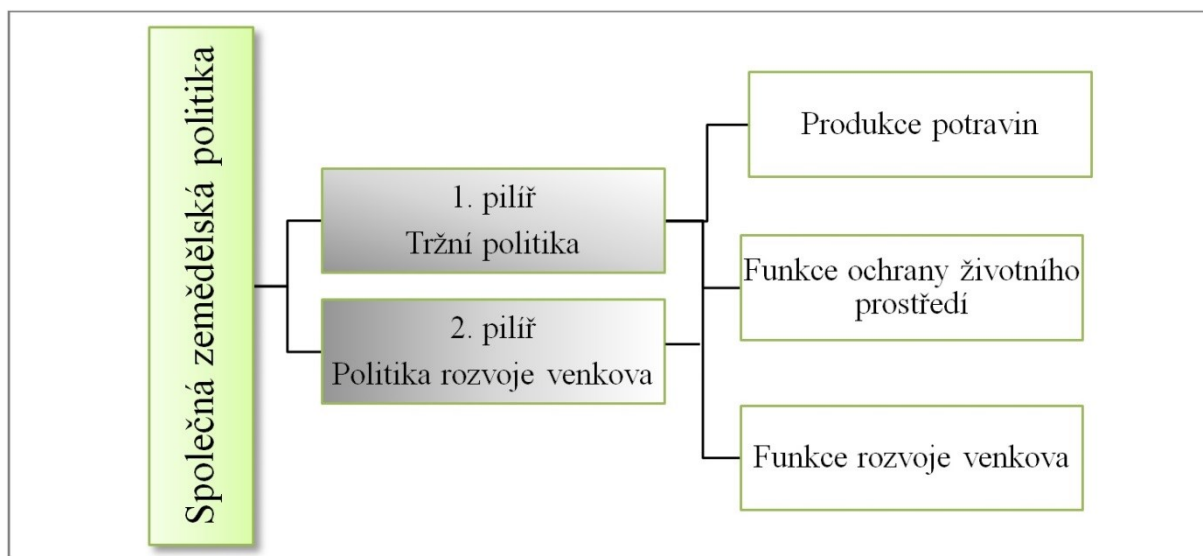 Společná zemědělská politika
1. pilíř
Tržní politika
2. pilíř
Politika rozvoje venkova
Produkce potravin
Funkce ochrany životního
prostředí
Funkce rozvoje venkova